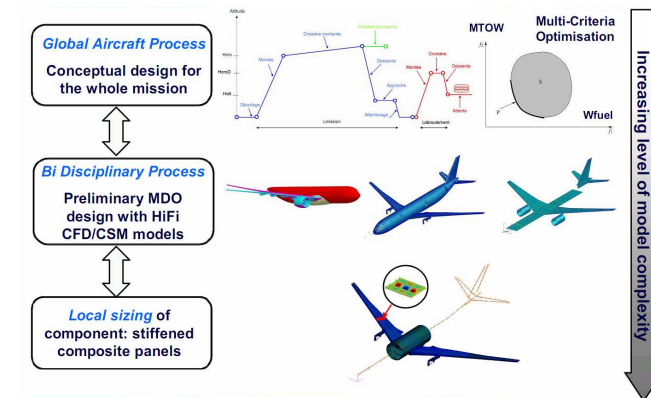 Global Aircraft Process
Conceptual design for
the whole mission
Bi Disciplinary Process
Preliminary MDO
design with HiFi
CFD/CSM models
Local sizing of
component: stiffened
composite panels
Altitude
Croisière montante
Montée
Descente
Approche
Décollage
Atterrissage
Montée
Croisière
Descente
Attente
MTOW
Multi-Criteria
Optimisation
S
F
Wfuel
Increasing level of model complexity